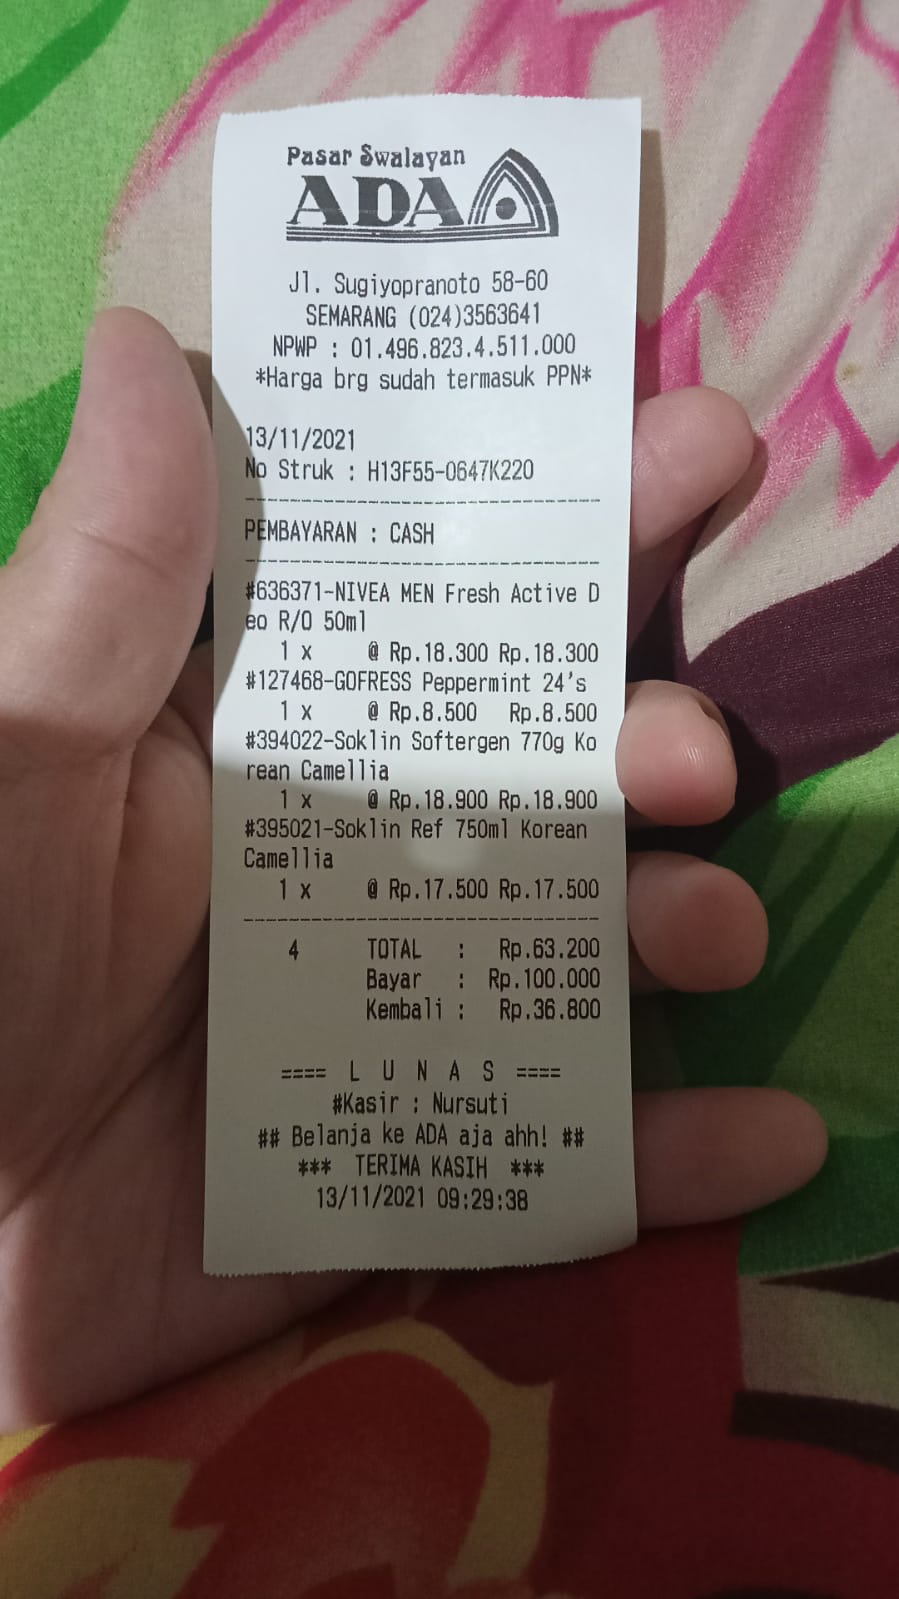 Pasar Swalayan
ADA
Jl. Sugiyopranoto 58-60
SEMARANG (024)3563641
NPWP : 01.496.823.4.511.000
*Harga brg sudah termasuk PPN*
13/11/2021
No Struk : H13F55-0647K220
PEMBAYARAN : CASH
#636371-NIVEA MEN Fresh Active D
eo R/O 50ml
1 x @ Rp.18.300 Rp.18.300
#127468-GOFRESS Peppermint 24's
1 x @ Rp.8.500 Rp.8.500
#394022-Soklin Softergen 770g Ko
rean Camellia
1 x @ Rp.18.900 Rp.18.900
#395021-Soklin Ref 750ml Korean
Camellia
1 x @ Rp.17.500 Rp.17.500
4 TOTAL : Rp.63.200
Bayar : Rp.100.000
Kembali : Rp.36.800
==== L U N A S ====
#Kasir : Nursuti
## Belanja ke ADA aja ahh! ##
*** TERIMA KASIH ***
13/11/2021 09:29:38